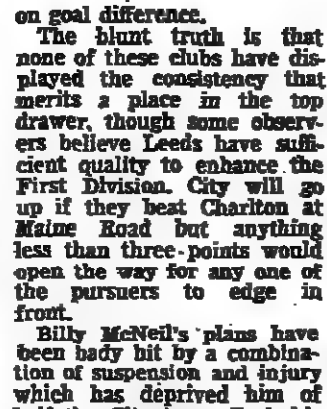 on goal difference.
The blunt truth is that
none of these clubs have dis-
played the consistency that
merits a place in the top
drawer, though some observ-
ers believe Leeds have suffi-
cient quality to enhance the
First Division. City will go
up if they beat Charlton at
Maine Road but anything
less than three-points would
open the way for any one of
the pursuers to edge in
front.
Billy McNeil's plans have
been bady hit by a combina-
tion of suspension and injury
which has deprived him of